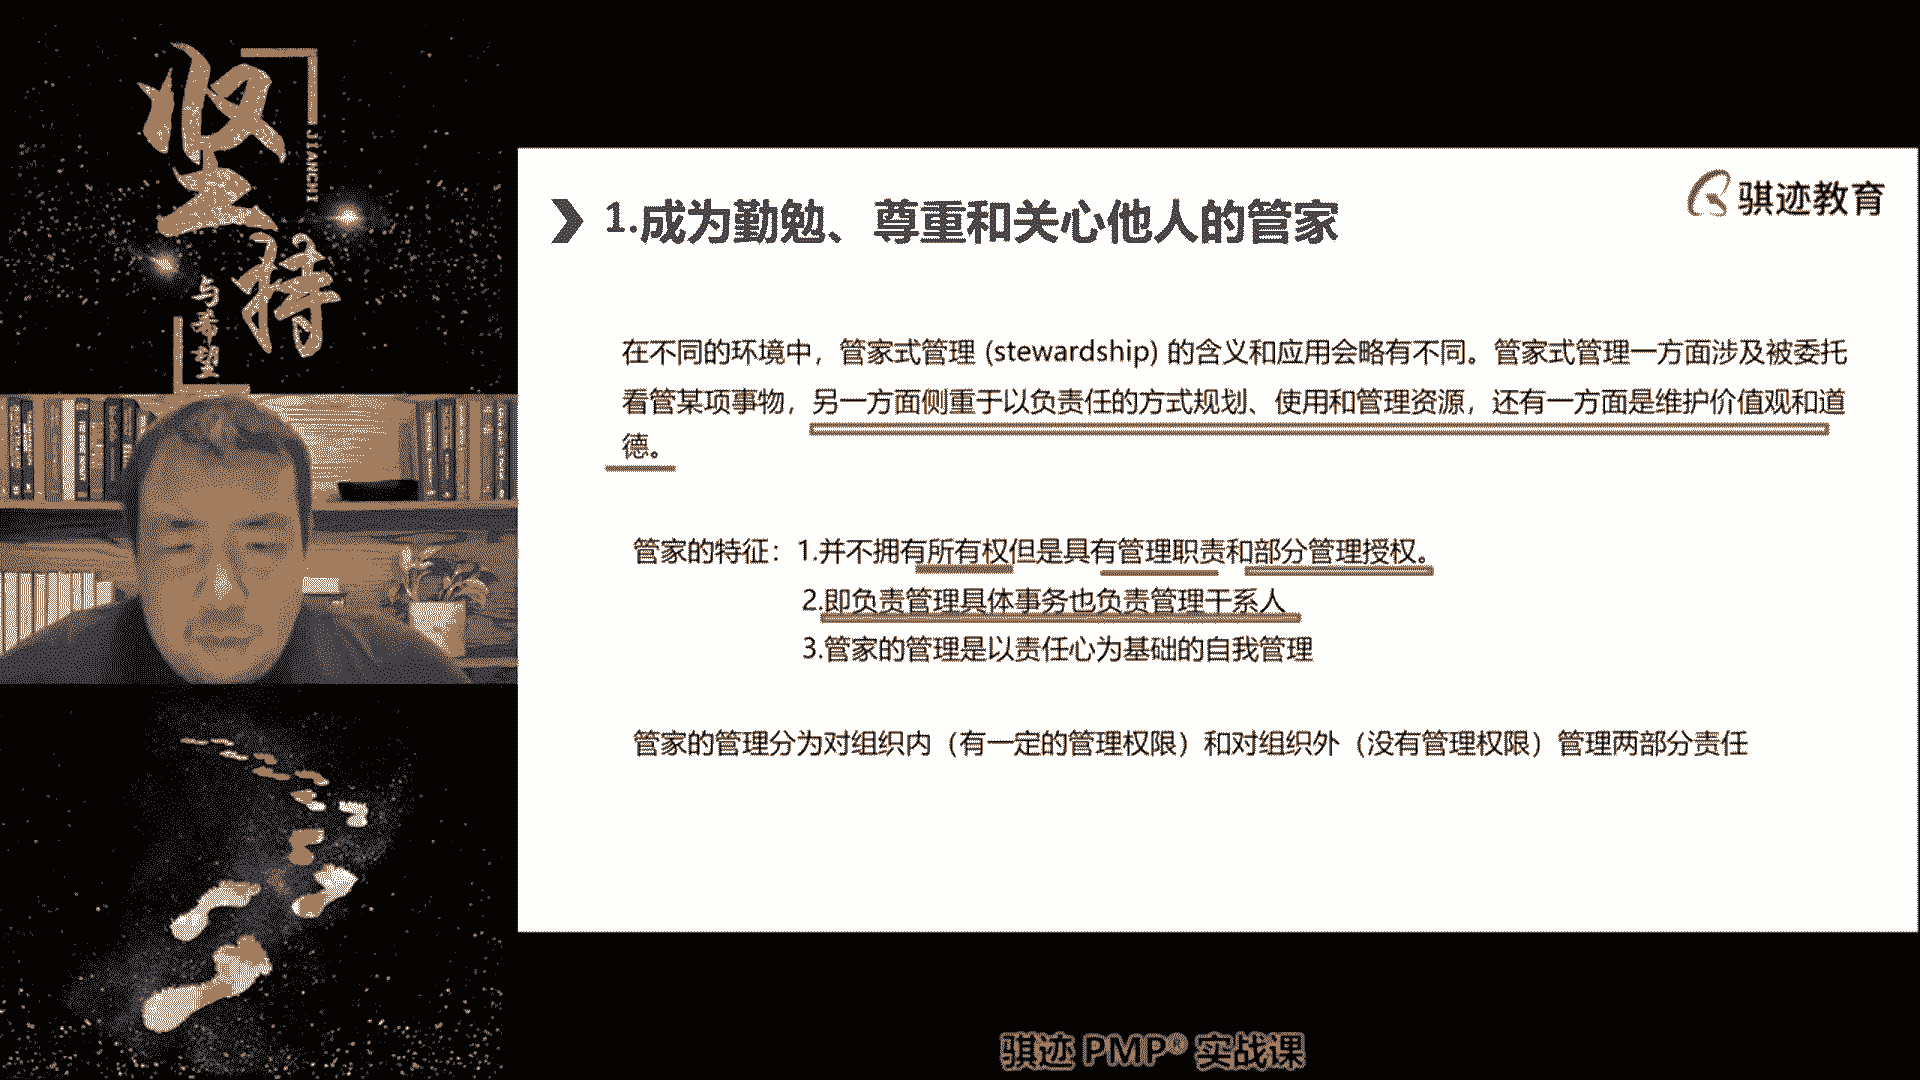 坚持
JIANCHI
与希望
骐迹教育
1.成为勤勉、尊重和关心他人的管家
在不同的环境中，管家式管理 (stewardship) 的含义和应用会略有不同。管家式管理一方面涉及被委托
看管某项事物，另一方面侧重于以负责任的方式规划、使用和管理资源，还有一方面是维护价值观和道
德。
管家的特征：1.并不拥有所有权但是具有管理职责和部分管理授权。
2.即负责管理具体事务也负责管理干系人
3.管家的管理是以责任心为基础的自我管理
管家的管理分为对组织内（有一定的管理权限）和对组织外（没有管理权限）管理两部分责任
骐迹 PMP® 实战课